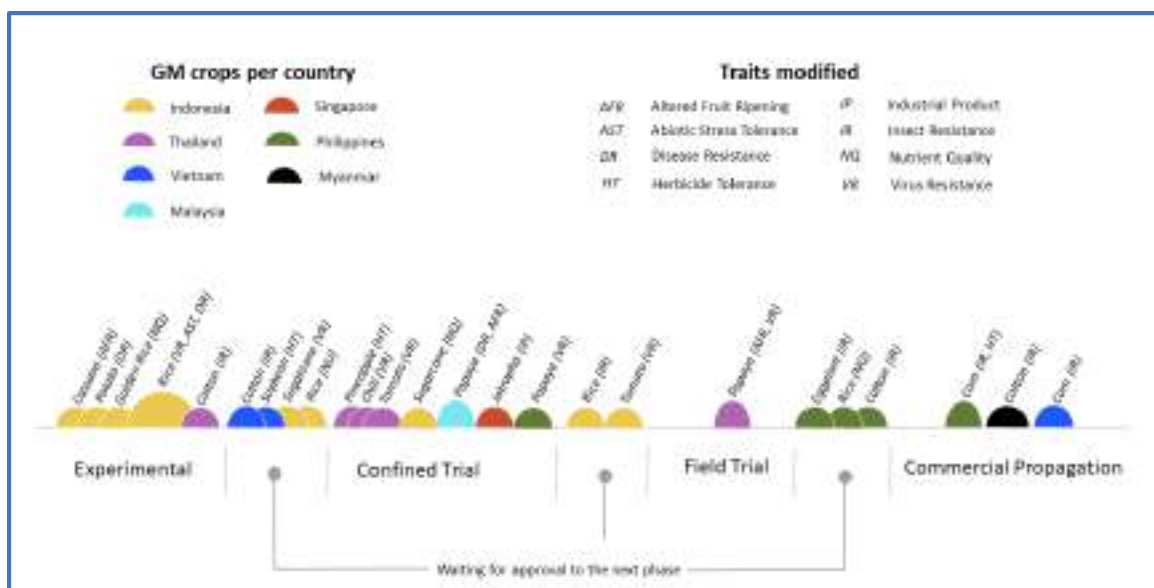 GM crops per country
Traits modified
Indonesia
Singapore
Thailand
Philippines
Vietnam
Myanmar
Malaysia
AFR Altered Fruit Ripening
IP Industrial Product
AST Abiotic Stress Tolerance
IR Insect Resistance
DR Disease Resistance
NQ Nutrient Quality
HT Herbicide Tolerance
VR Virus Resistance
(AFR)
Potato (DR)
Golden Rice (NQ)
Rice (VR, AST, DR)
Cotton (IR)
Cotton (IR)
Soybean (HT)
Sugarcane (VR)
Rice
Pineapple (HT)
Chili (VR)
Tomato (VR)
Sugarcane (NQ)
Papaya (DR, AFR)
Jatropha (IP)
Papaya (VR)
Rice (IR)
Tomato (VR)
Papaya (AFR, VR)
Eggplant (IR)
Rice (NQ)
Cotton (IR)
Corn (IR, HT)
Cotton (IR)
Corn (IR)
Experimental
Confined Trial
Field Trial
Commercial Propagation
Waiting for approval to the next phase